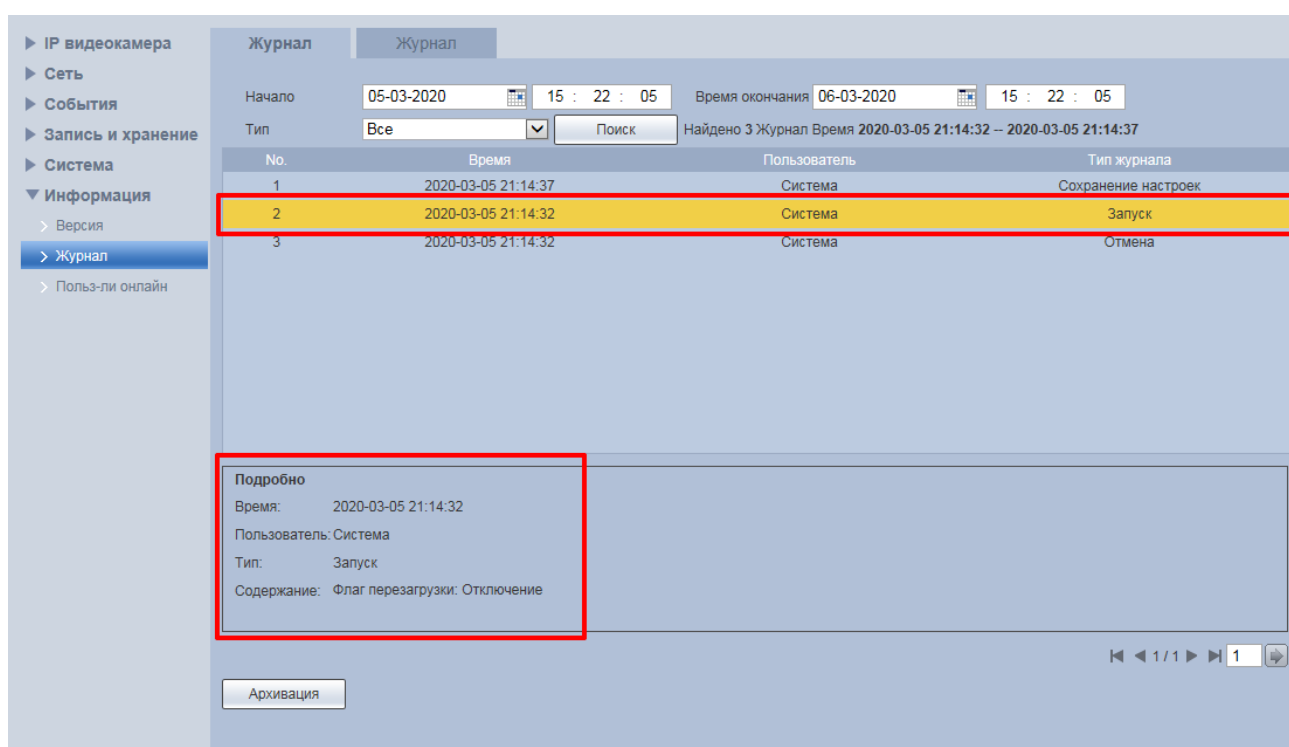 IP видеокамера
Сеть
События
Запись и хранение
Система
Информация
Версия
Журнал
Польз-ли онлайн
Журнал Журнал
Начало 05-03-2020 15 : 22 : 05 Время окончания 06-03-2020 15 : 22 : 05
Тип Все Поиск Найдено 3 Журнал Время 2020-03-05 21:14:32 -- 2020-03-05 21:14:37
No. Время Пользователь Тип журнала
1 2020-03-05 21:14:37 Система Сохранение настроек
2 2020-03-05 21:14:32 Система Запуск
3 2020-03-05 21:14:32 Система Отмена
Подробно
Время: 2020-03-05 21:14:32
Пользователь: Система
Тип: Запуск
Содержание: Флаг перезагрузки: Отключение
1 / 1 1
Архивация